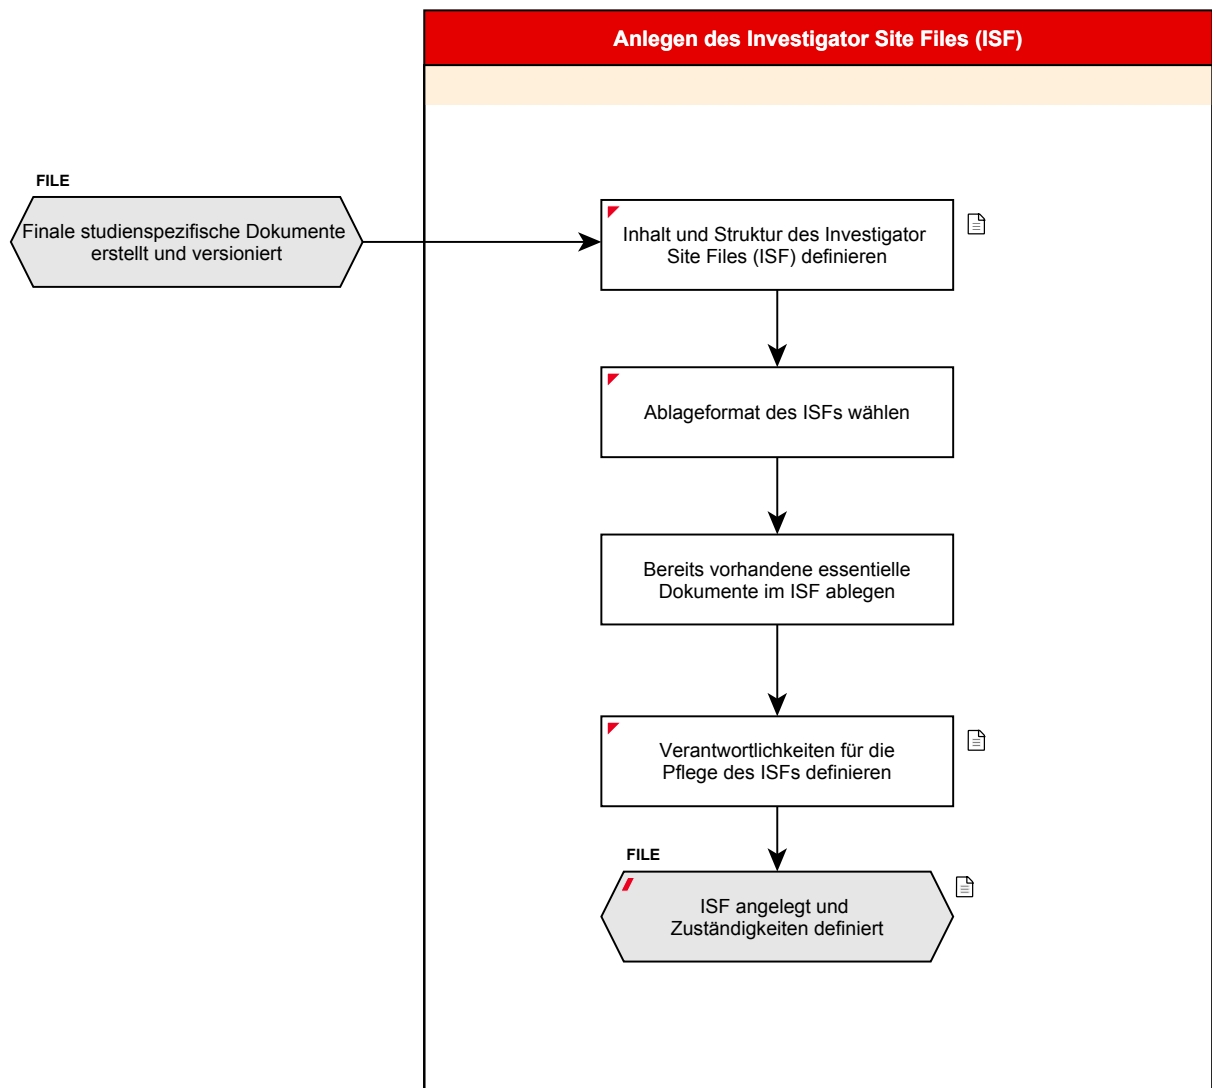 Anlegen des Investigator Site Files (ISF)
FILE
Finale studienspezifische Dokumente
erstellt und versioniert
Inhalt und Struktur des Investigator
Site Files (ISF) definieren
Ablageformat des ISFs wählen
Bereits vorhandene essentielle
Dokumente im ISF ablegen
Verantwortlichkeiten für die
Pflege des ISFs definieren
FILE
ISF angelegt und
Zuständigkeiten definiert